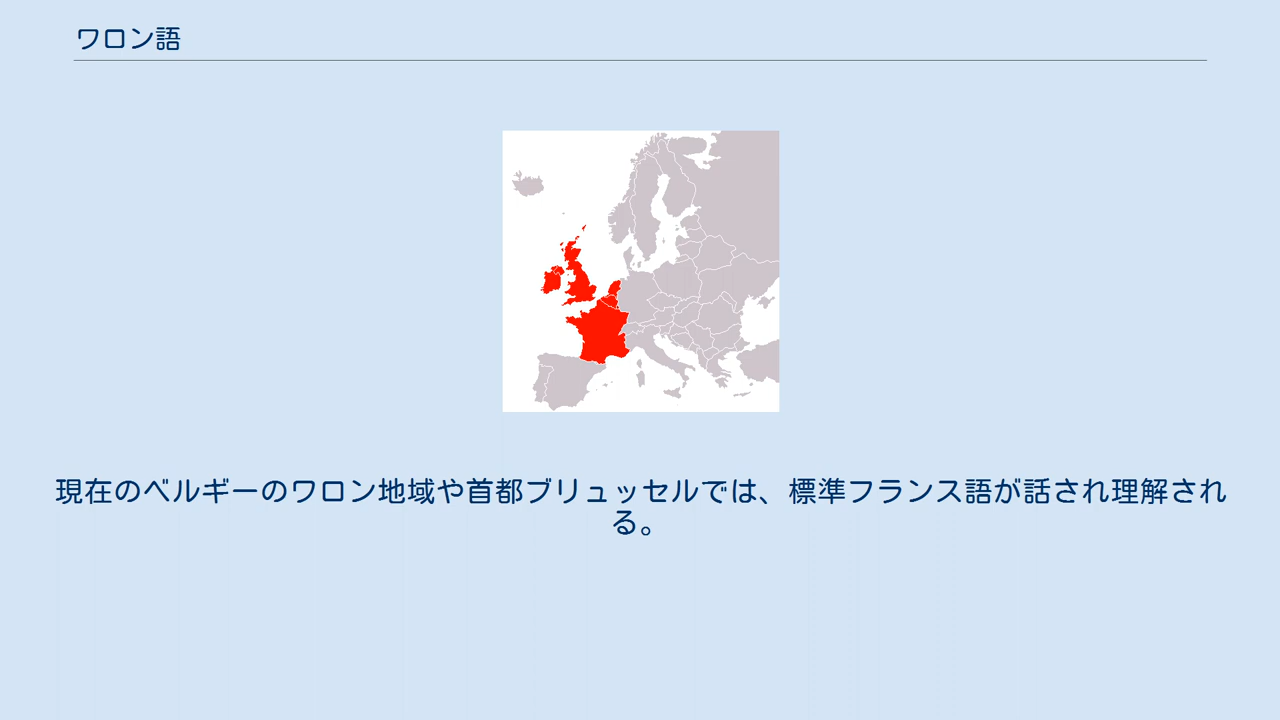 ワロン語
現在のベルギーのワロン地域や首都ブリュッセルでは、標準フランス語が話され理解され
る。